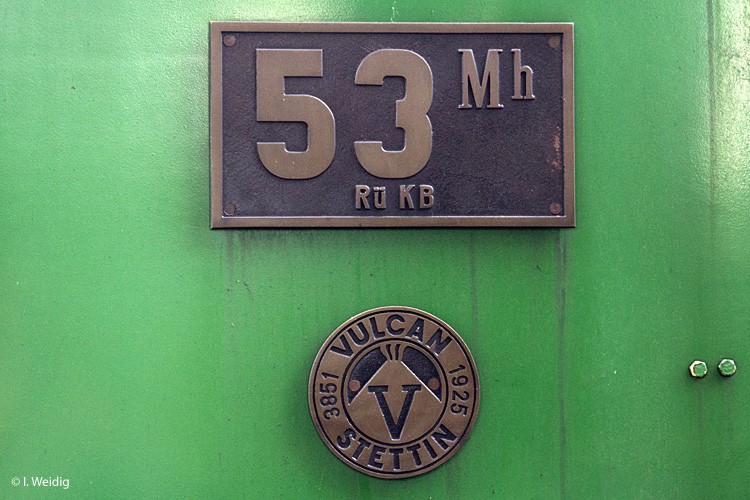 53 Mh
Rü KB
VULCAN
3851
1925
V
STETTIN
© I. Weidig